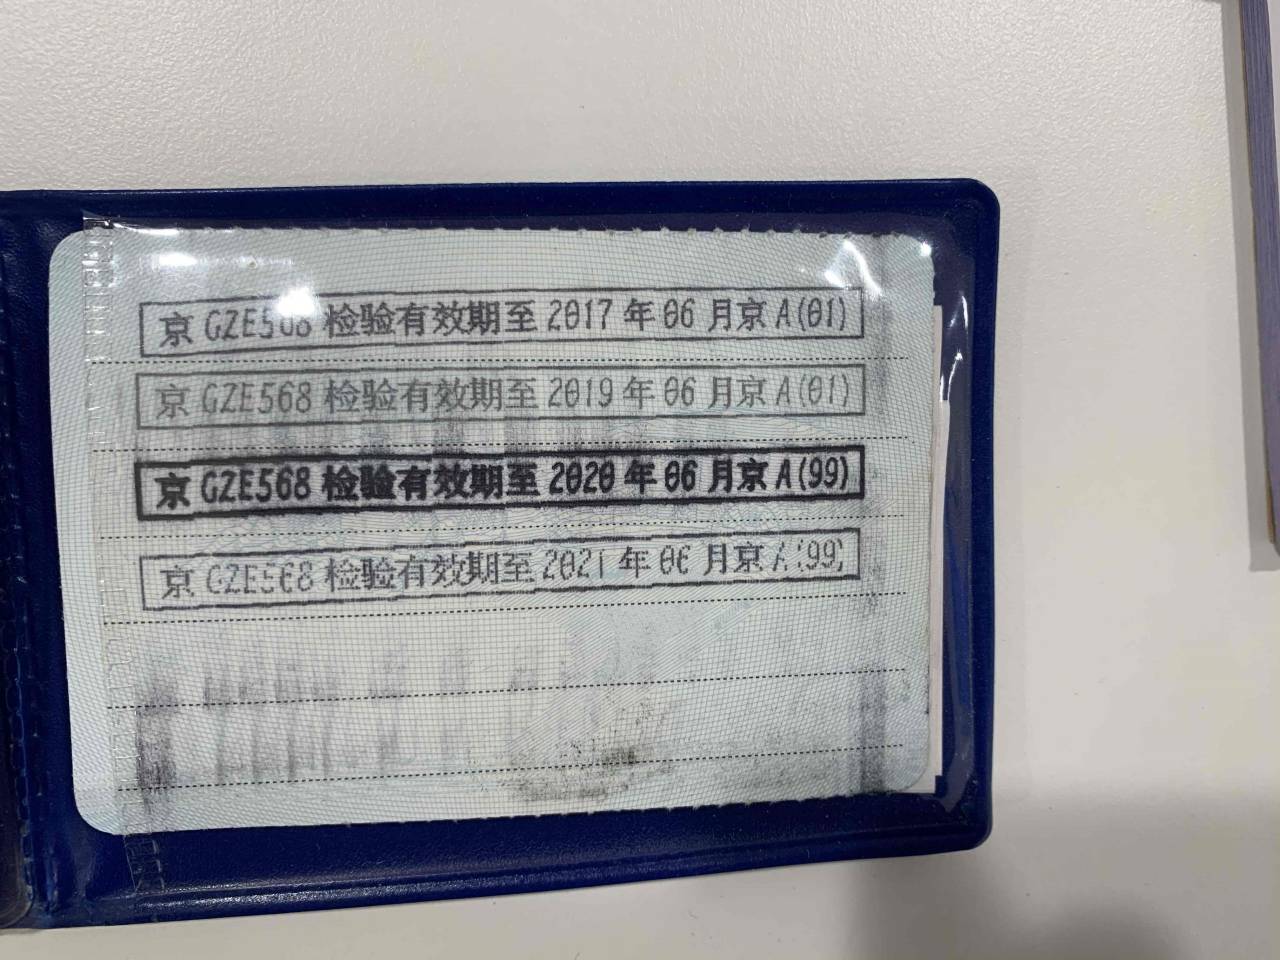 京 GZE568 检验有效期至 2017 年 06 月京 A(01)
京 GZE568 检验有效期至 2019 年 06 月京 A(01)
京 GZE568 检验有效期至 2020 年 06 月京 A(99)
京 GZE568 检验有效期至 2021 年 06 月京 A(99)